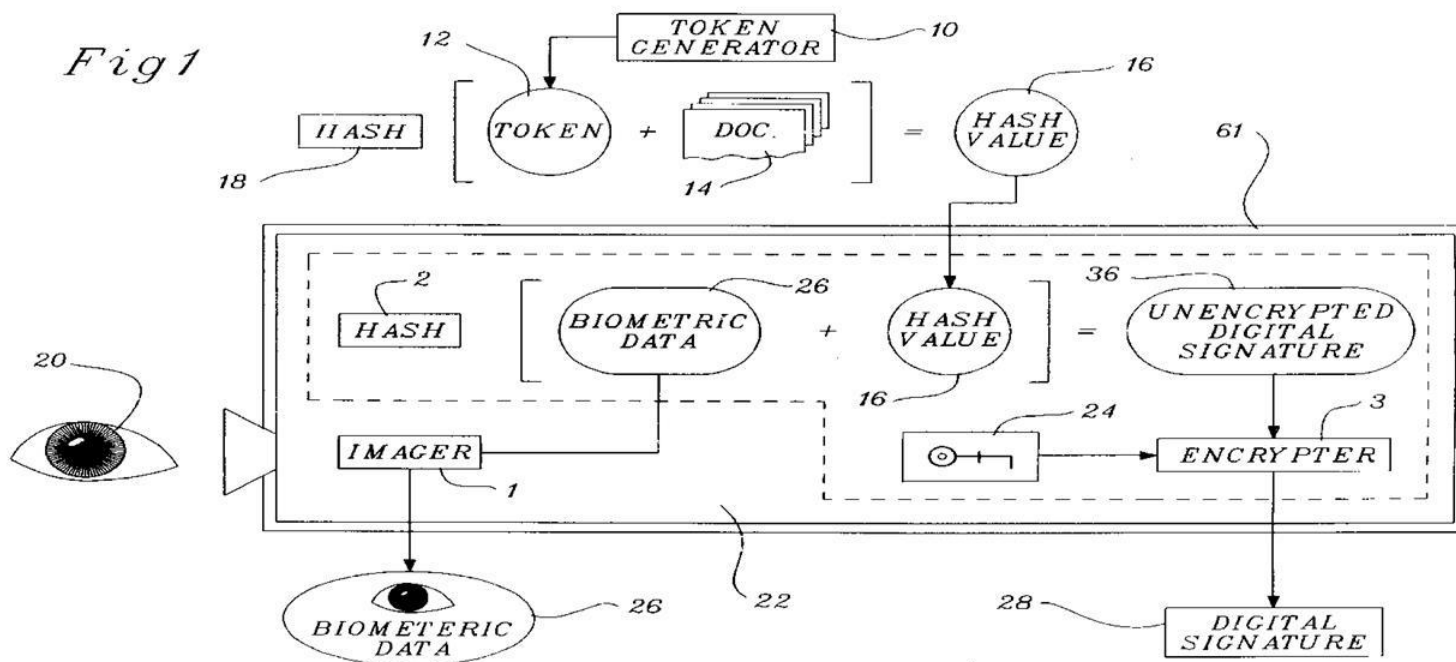 Fig 1
12
TOKEN
GENERATOR
10
16
HASH
TOKEN
+
DOC.
=
HASH
VALUE
18
14
61
2
26
36
HASH
BIOMETRIC
DATA
+
HASH
VALUE
=
UNENCRYPTED
DIGITAL
SIGNATURE
20
16
24
3
IMAGER
ENCRYPTER
1
22
26
28
BIOMETERIC
DATA
DIGITAL
SIGNATURE